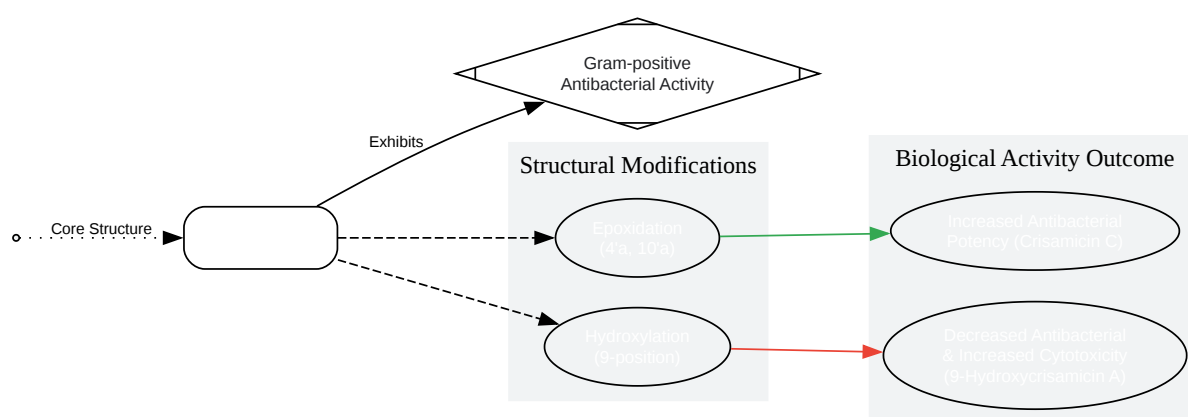 Gram-positive
Antibacterial Activity
Exhibits
Core Structure
Structural Modifications
Epoxidation
(4'a, 10'a)
Hydroxylation
(9-position)
Biological Activity Outcome
Increased Antibacterial
Potency (Crisamicin C)
Decreased Antibacterial
& Increased Cytotoxicity
(9-Hydroxycrisamicin A)